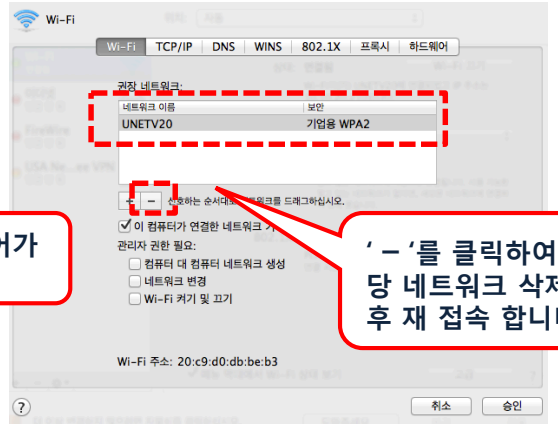 Wi-Fi
위치: 자동
Wi-Fi TCP/IP DNS WINS 802.1X 프록시 하드웨어
권장 네트워크:
네트워크 이름 보안
UNETV20 기업용 WPA2
+ − 선호하는 순서대로 네트워크를 드래그하십시오.
이 컴퓨터가 연결한 네트워크
관리자 권한 필요:
컴퓨터 대 컴퓨터 네트워크 생성
네트워크 변경
Wi-Fi 켜기 및 끄기
어가
' − '를 클릭하여
당 네트워크 삭제
후 재 접속 합니
Wi-Fi 주소: 20:c9:d0:db:be:b3
?
취소 승인